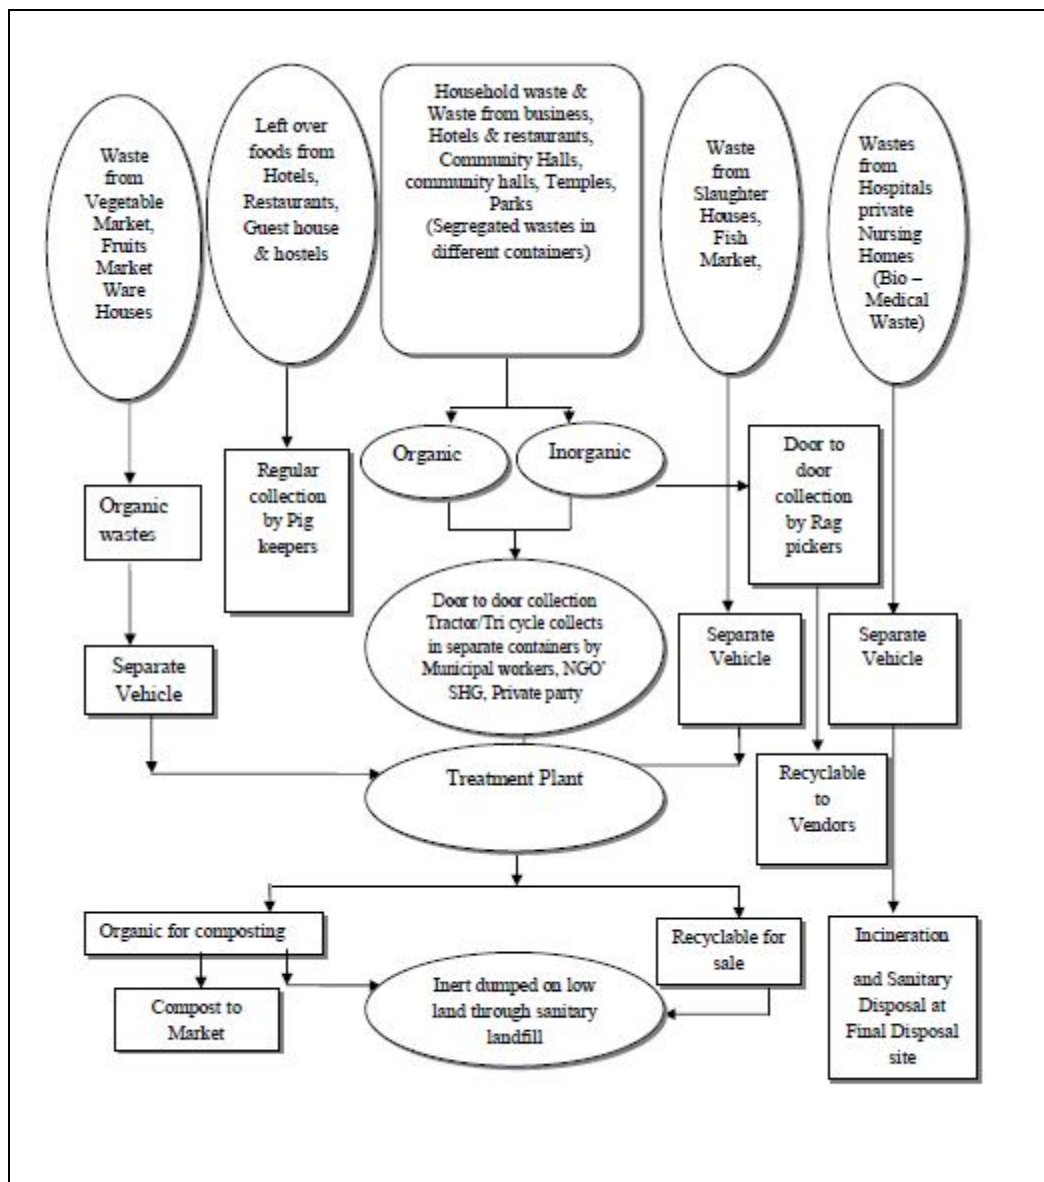 Waste
from
Vegetable
Market,
Fruits
Market
Ware
Houses
Left over
foods from
Hotels,
Restaurants,
Guest house
& hostels
Household waste &
Waste from business,
Hotels & restaurants,
Community Halls,
community halls, Temples,
Parks
(Segregated wastes in
different containers)
Waste
from
Slaughter
Houses,
Fish
Market,
Wastes
from
Hospitals
private
Nursing
Homes
(Bio –
Medical
Waste)
Organic
Inorganic
Door to
door
collection
by Rag
pickers
Organic
wastes
Regular
collection
by Pig
keepers
Door to door collection
Tractor/Tri cycle collects
in separate containers by
Municipal workers, NGO'
SHG, Private party
Separate
Vehicle
Separate
Vehicle
Separate
Vehicle
Treatment Plant
Recyclable
to
Vendors
Organic for composting
Recyclable for
sale
Compost to
Market
Inert dumped on low
land through sanitary
landfill
Incineration
and Sanitary
Disposal at
Final Disposal
site